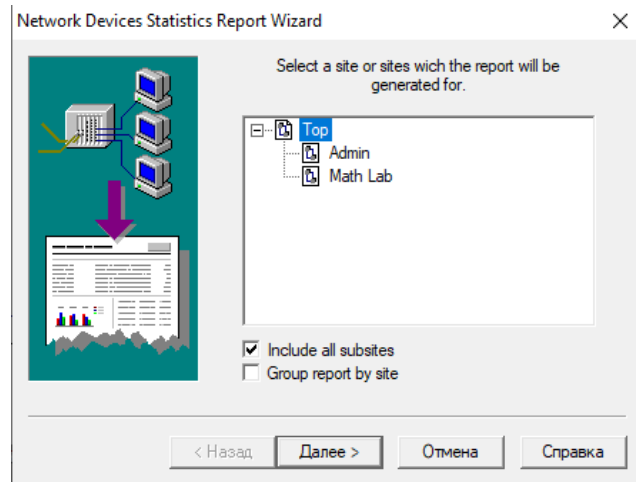 Network Devices Statistics Report Wizard
Select a site or sites wich the report will be
generated for.
Top
Admin
Math Lab
Include all subsites
Group report by site
< Назад
Далее >
Отмена
Справка